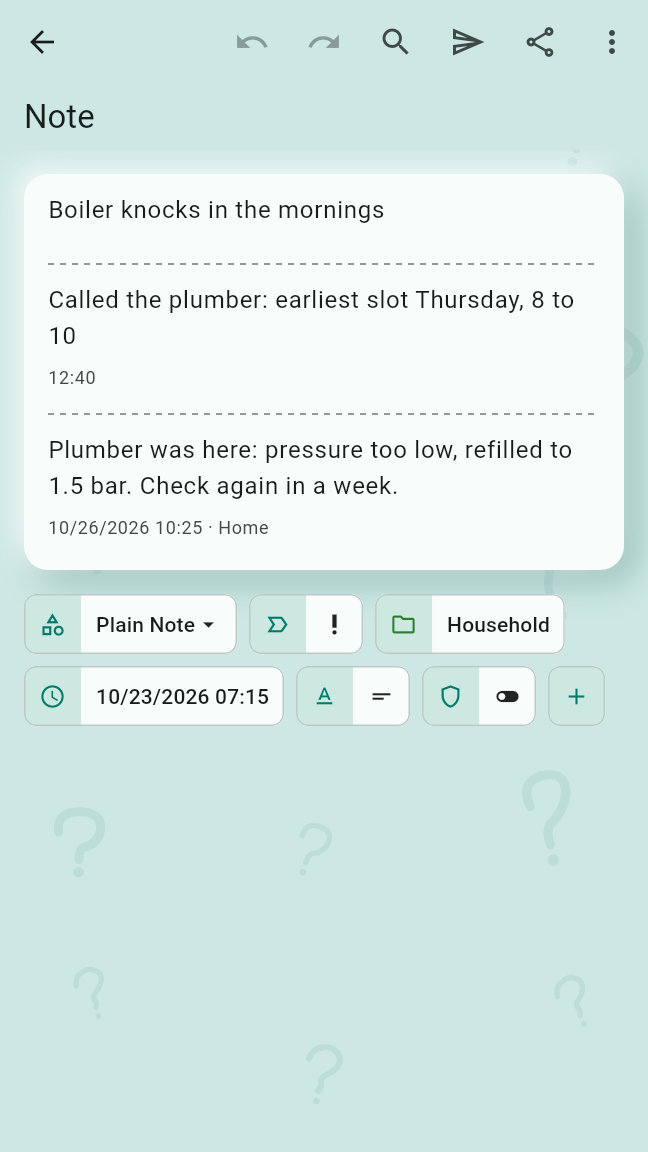 Note
Boiler knocks in the mornings
Called the plumber: earliest slot Thursday, 8 to
10
12:40
Plumber was here: pressure too low, refilled to
1.5 bar. Check again in a week.
10/26/2026 10:25 · Home
Plain Note
Household
10/23/2026 07:15